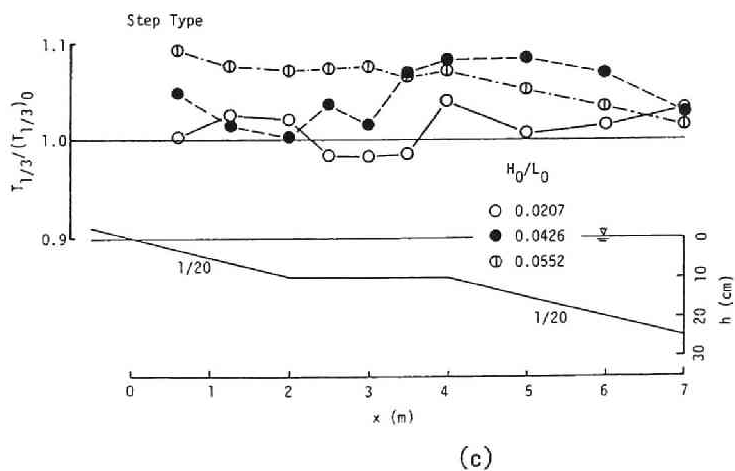 Step Type
1.1
1.0
0.9
T1/3/(T1/3)0
H0/L0
0.0207
0.0426
0.0552
1/20
1/20
0
10
20
30
h (cm)
0 1 2 3 4 5 6 7
x (m)
(c)